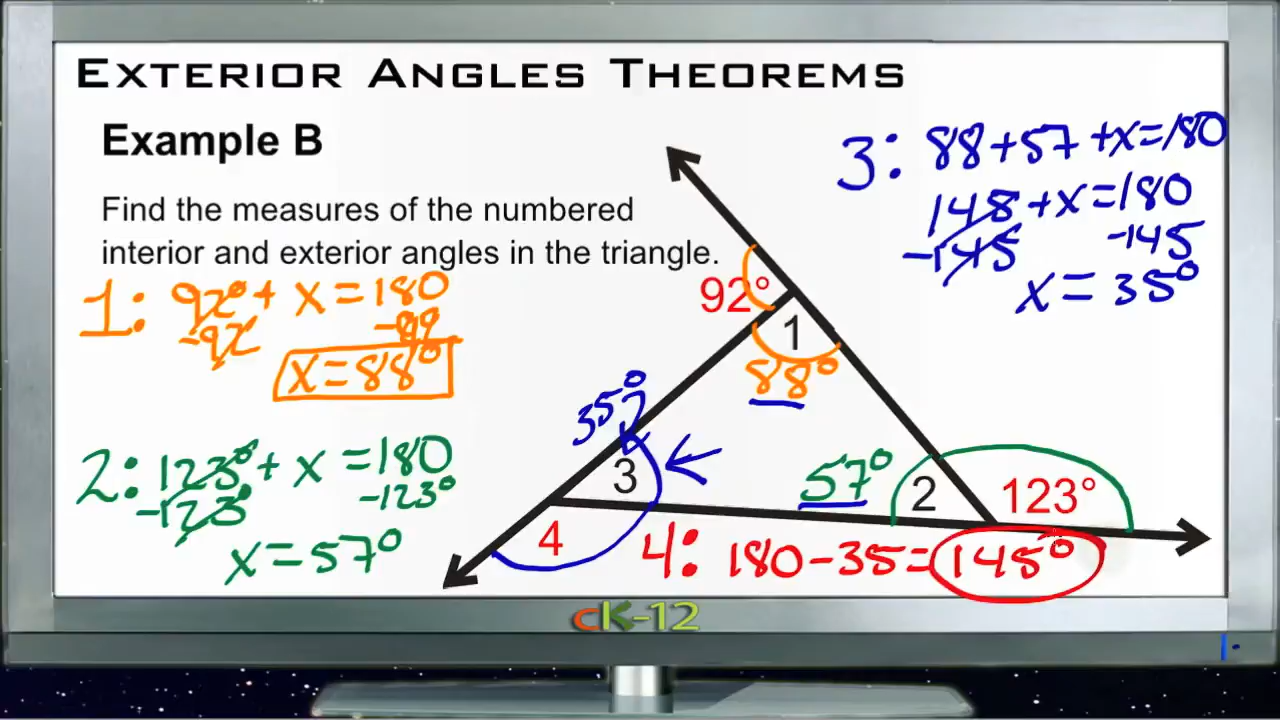 EXTERIOR ANGLES THEOREMS
Example B
Find the measures of the numbered
interior and exterior angles in the triangle.
1: 92° + x = 180
-92 -92
x = 88°
2: 123° + x = 180
-123° -123°
x = 57°
3: 88+57+x=180
145+x=180
-145 -145
x = 35°
92°
1
88°
35°
3
57°
2
123°
4
4: 180-35=145°
cK-12